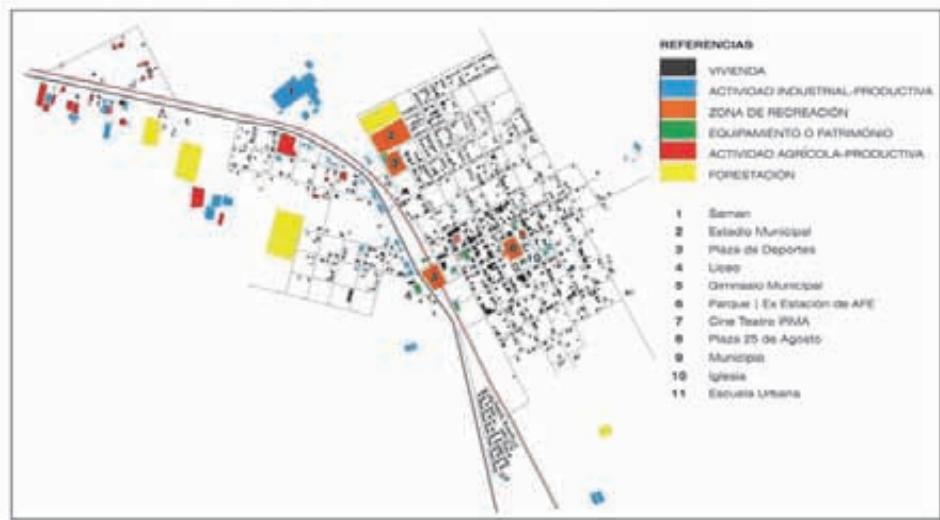 REFERENCIAS
VIVIENDA
ACTIVIDAD INDUSTRIAL-PRODUCTIVA
ZONA DE RECREACIÓN
EQUIPAMIENTO O PATRIMONIO
ACTIVIDAD AGRÍCOLA-PRODUCTIVA
FORESTACIÓN
1 Saman
2 Estadio Municipal
3 Plaza de Deportes
4 Liceo
5 Gimnasio Municipal
6 Parque | Ex Estación de AFE
7 Cine Teatro IRMA
8 Plaza 25 de Agosto
9 Municipio
10 Iglesia
11 Escuela Urbana